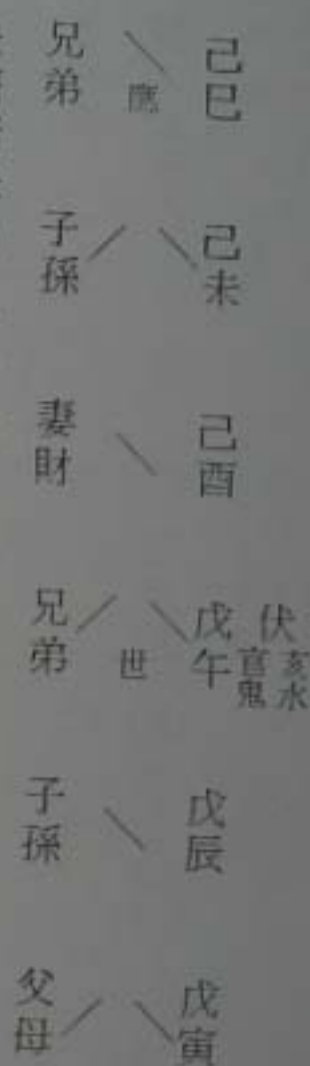 兄弟 應 己巳
子孫 己未
妻財 己酉
兄弟 世 戊午 伏 官鬼 亥水
子孫 戊辰
父母 戊寅